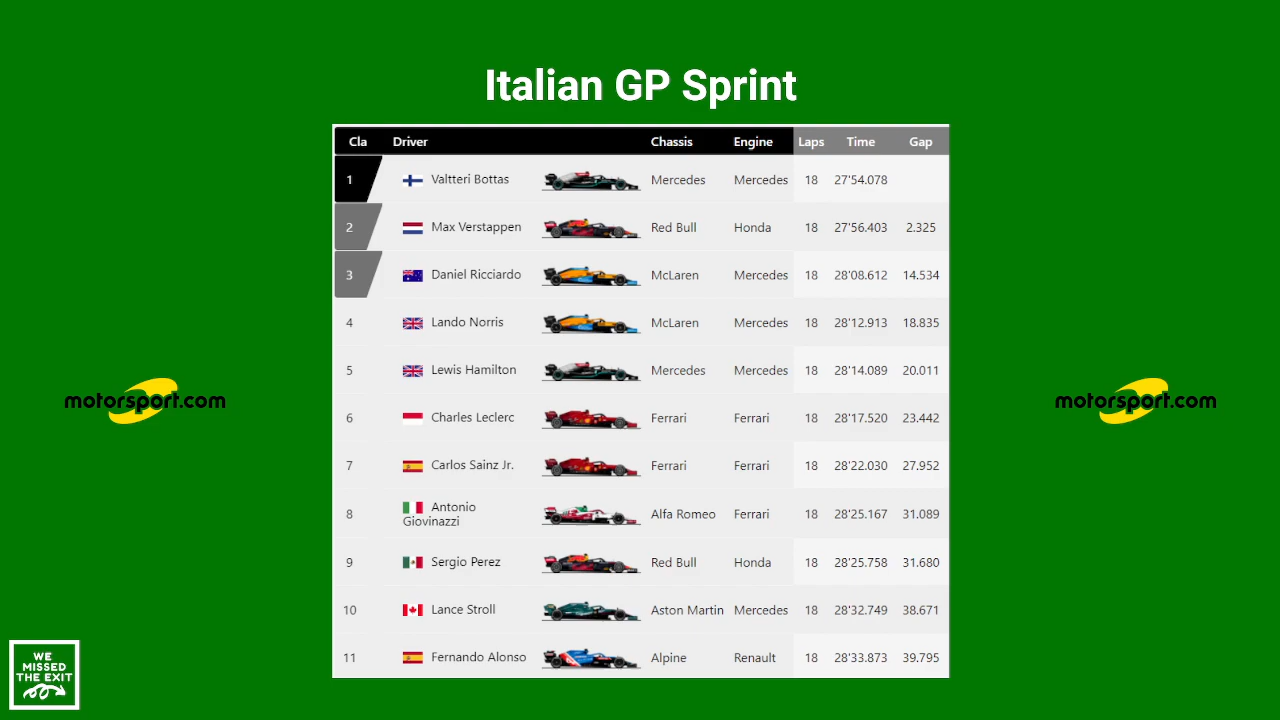 Italian GP Sprint
Cla Driver Chassis Engine Laps Time Gap
1 Valtteri Bottas Mercedes Mercedes 18 27'54.078
2 Max Verstappen Red Bull Honda 18 27'56.403 2.325
3 Daniel Ricciardo McLaren Mercedes 18 28'08.612 14.534
4 Lando Norris McLaren Mercedes 18 28'12.913 18.835
5 Lewis Hamilton Mercedes Mercedes 18 28'14.089 20.011
6 Charles Leclerc Ferrari Ferrari 18 28'17.520 23.442
7 Carlos Sainz Jr. Ferrari Ferrari 18 28'22.030 27.952
8 Antonio Giovinazzi Alfa Romeo Ferrari 18 28'25.167 31.089
9 Sergio Perez Red Bull Honda 18 28'25.758 31.680
10 Lance Stroll Aston Martin Mercedes 18 28'32.749 38.671
11 Fernando Alonso Alpine Renault 18 28'33.873 39.795
motorsport.com
motorsport.com
WE
MISSED
THE EXIT